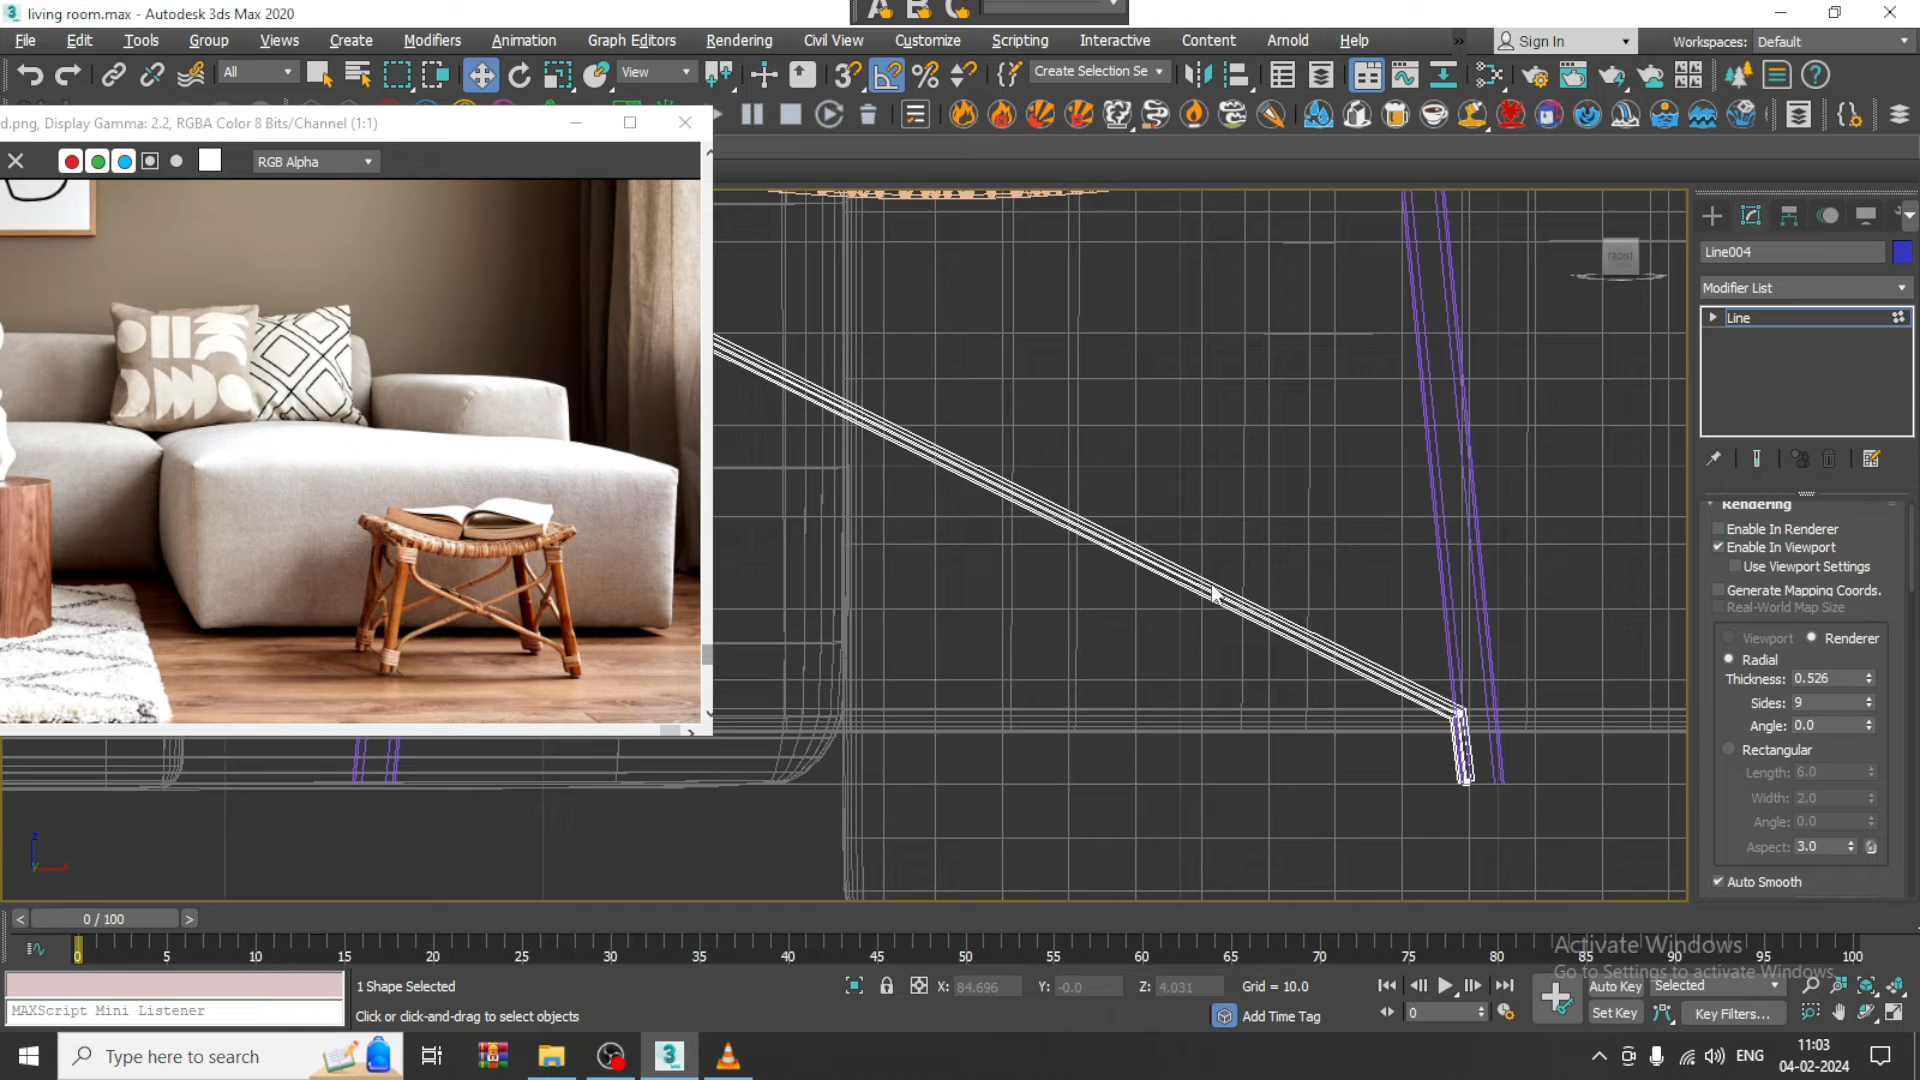 living room.max - Autodesk 3ds Max 2020
File Edit Tools Group Views Create Modifiers Animation Graph Editors Rendering Civil View Customize Scripting Interactive Content Arnold Help » Sign In Workspaces: Default
All View Create Selection Se
d.png, Display Gamma: 2.2, RGBA Color 8 Bits/Channel (1:1)
RGB Alpha
FRONT
Line004
Modifier List
Line
Rendering
Enable In Renderer
Enable In Viewport
Use Viewport Settings
Generate Mapping Coords.
Real-World Map Size
Viewport Renderer
Radial
Thickness: 0.526
Sides: 9
Angle: 0.0
Rectangular
Length: 6.0
Width: 2.0
Angle: 0.0
Aspect: 3.0
Auto Smooth
z
x
y
< 0 / 100 >
0 5 10 15 20 25 30 35 40 45 50 55 60 65 70 75 80 85 90 95 100
Activate Windows
Go to Settings to activate Windows.
1 Shape Selected
X: 84.696 Y: -0.0 Z: 4.031 Grid = 10.0
Auto Key Selected
MAXScript Mini Listener
Click or click-and-drag to select objects
Add Time Tag
0
Set Key Key Filters...
Type here to search
ENG
11:03
04-02-2024